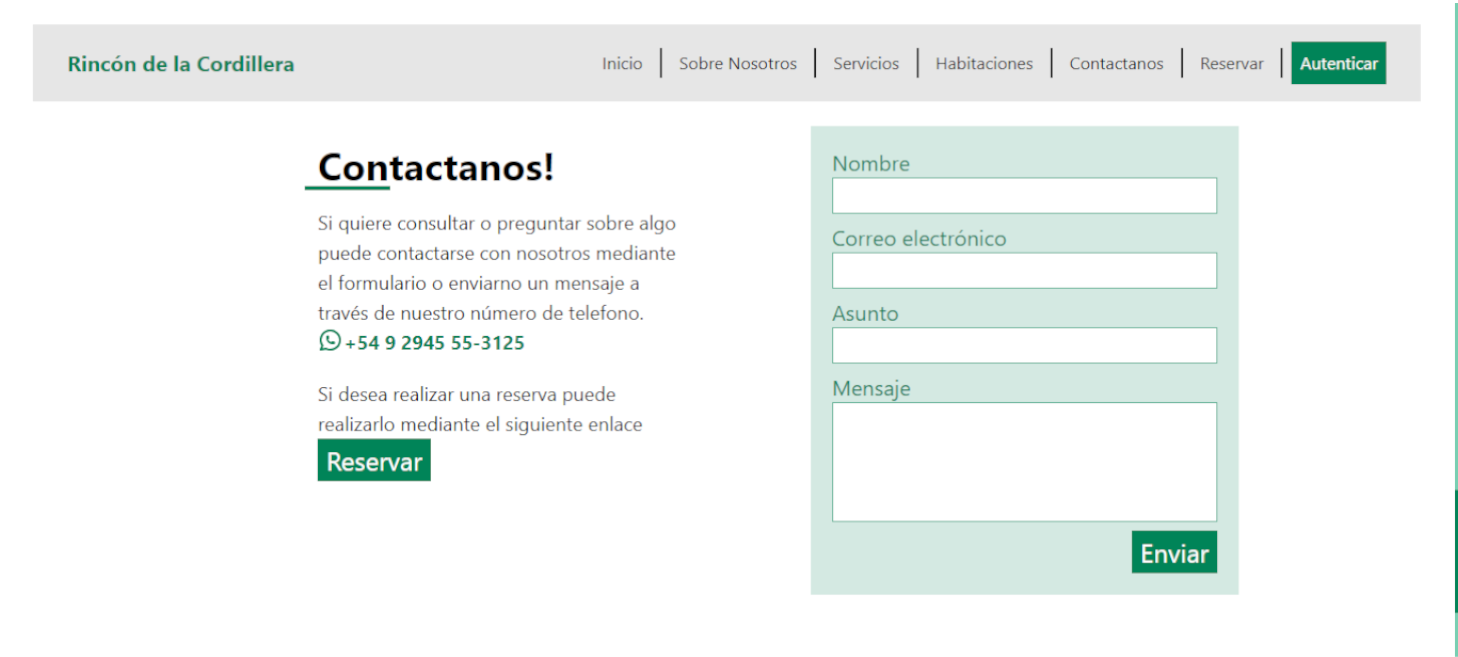 Rincón de la Cordillera
Inicio
Sobre Nosotros
Servicios
Habitaciones
Contactanos
Reservar
Autenticar
Contactanos!
Si quiere consultar o preguntar sobre algo
puede contactarse con nosotros mediante
el formulario o enviarno un mensaje a
través de nuestro número de telefono.
+54 9 2945 55-3125
Si desea realizar una reserva puede
realizarlo mediante el siguiente enlace
Reservar
Nombre
Correo electrónico
Asunto
Mensaje
Enviar